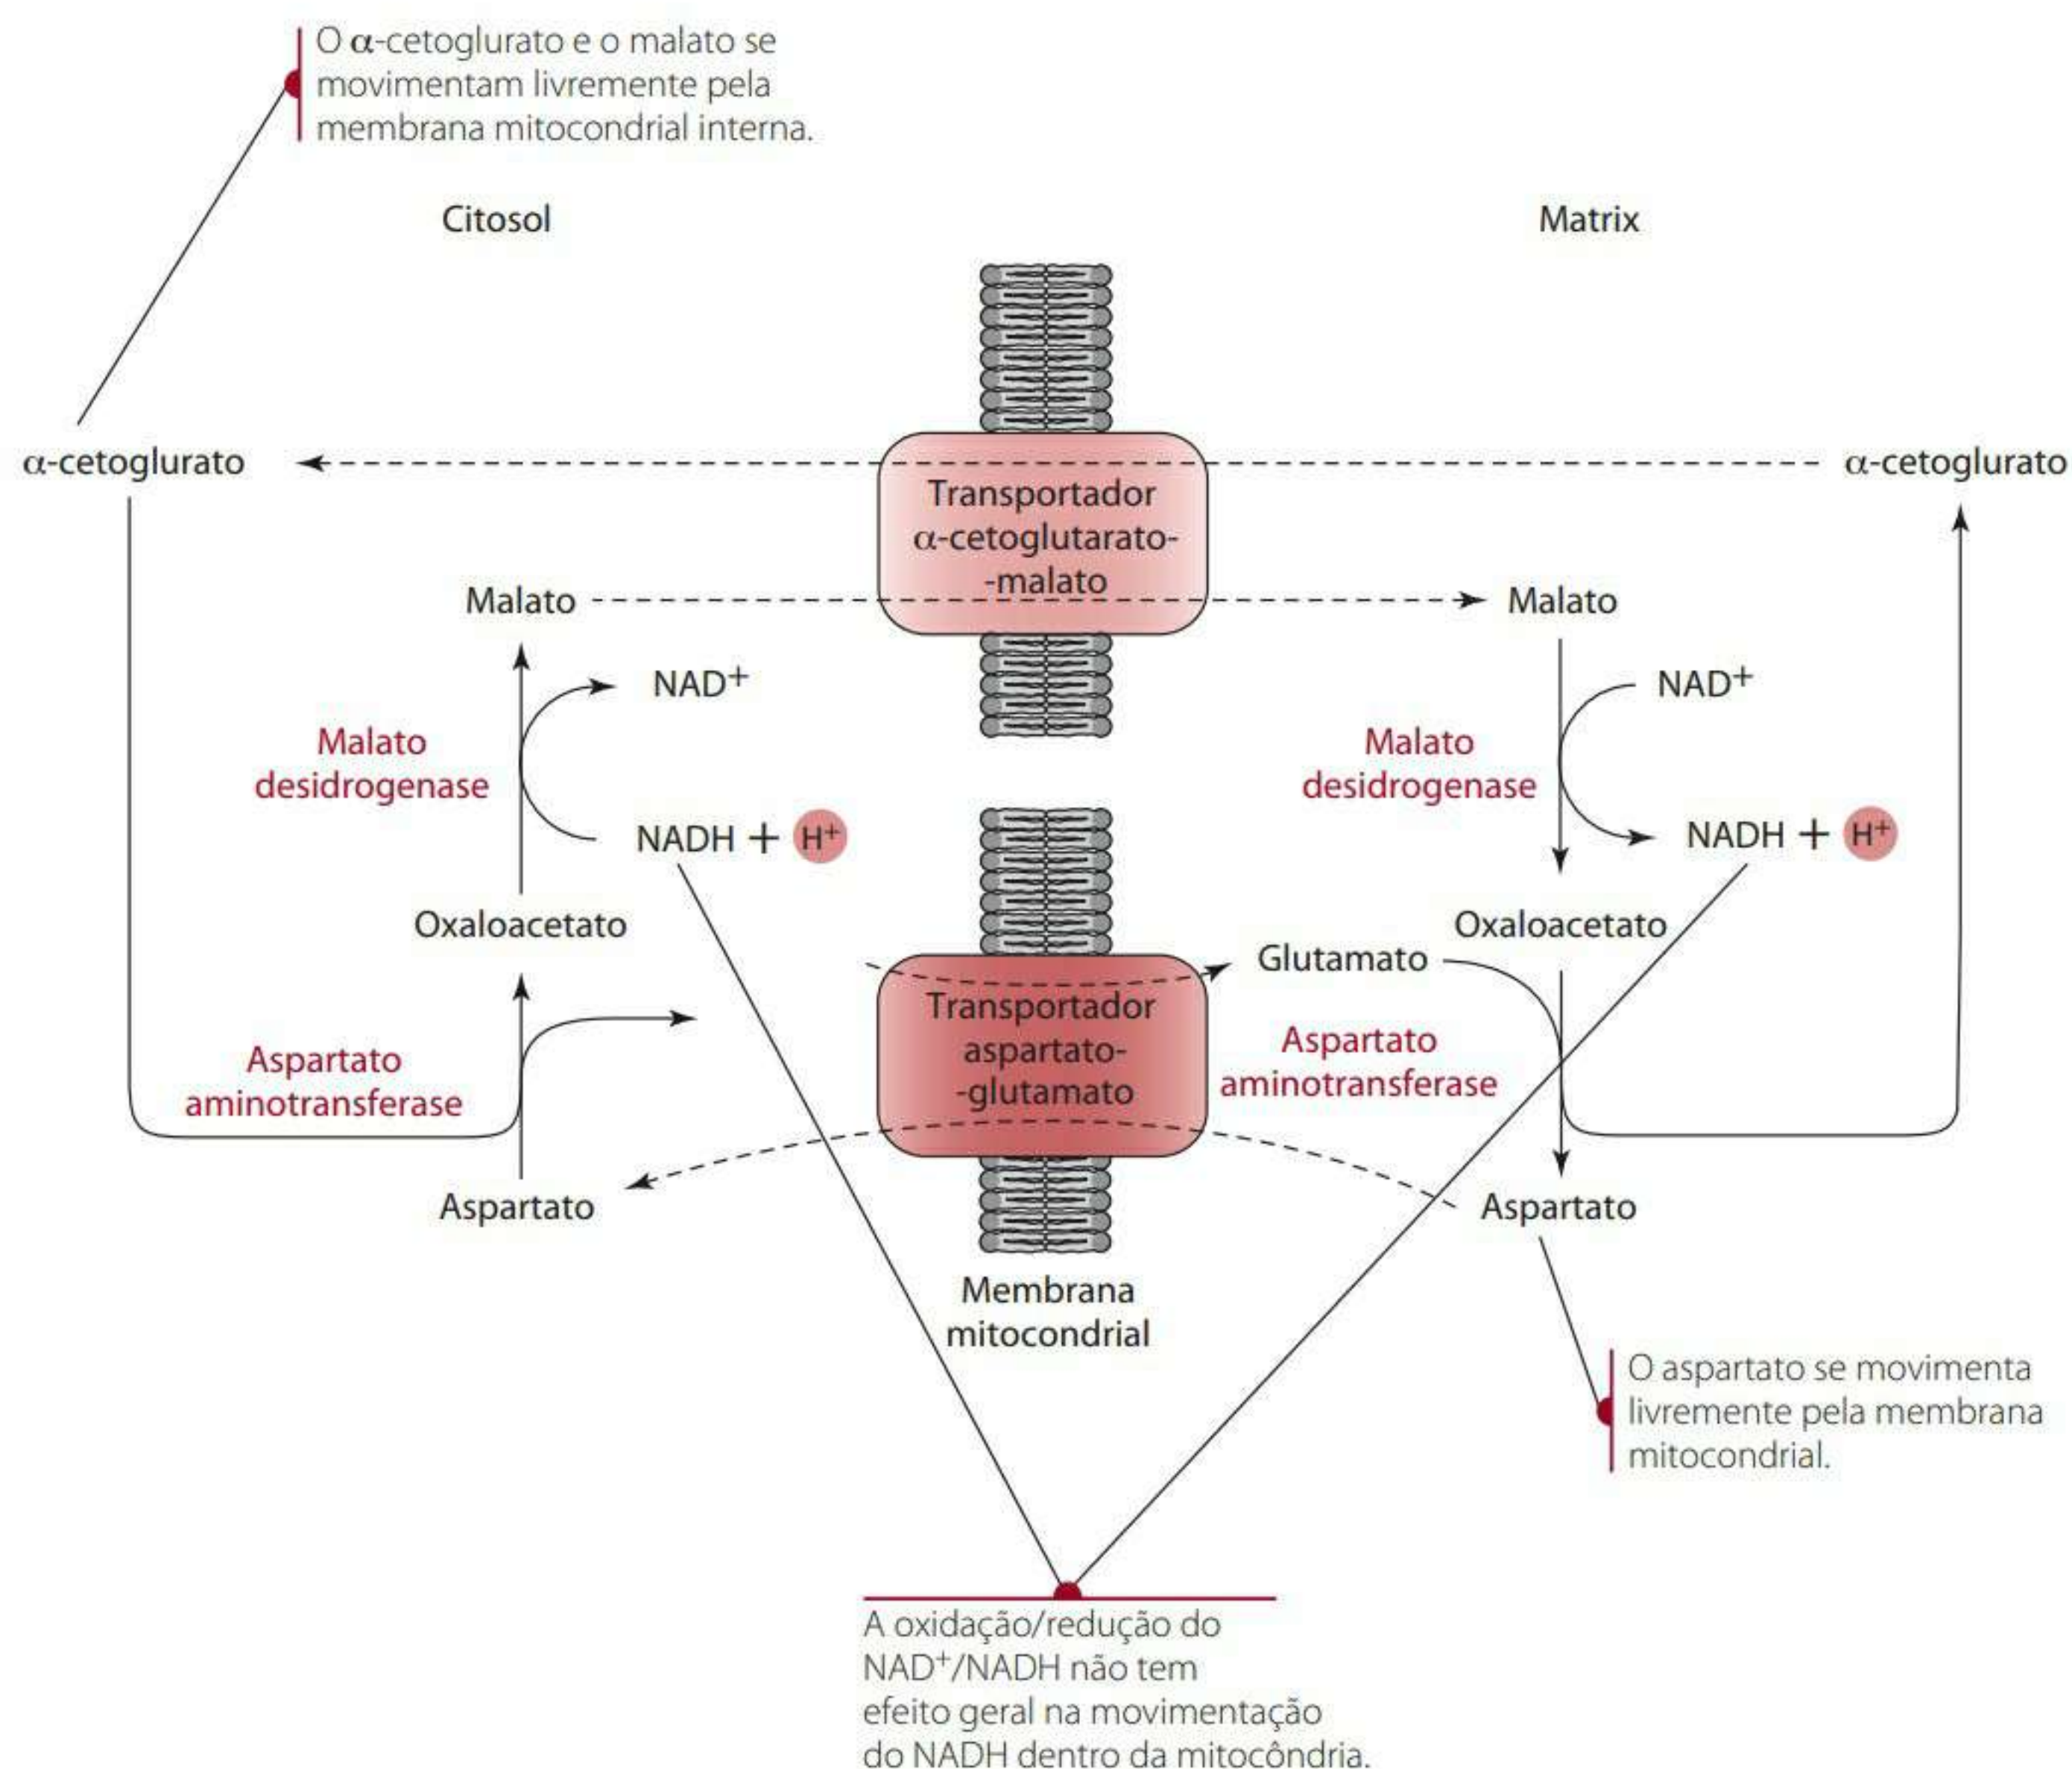 O α-cetoglurato e o malato se
movimentam livremente pela
membrana mitocondrial interna.
Citosol
Matrix
α-cetoglurato
Transportador
α-cetoglutarato-
-malato
α-cetoglurato
Malato
Malato
NAD⁺
NAD⁺
Malato
desidrogenase
Malato
desidrogenase
NADH + H⁺
NADH + H⁺
Oxaloacetato
Oxaloacetato
Glutamato
Transportador
aspartato-
-glutamato
Aspartato
aminotransferase
Aspartato
aminotransferase
Aspartato
Aspartato
Membrana
mitocondrial
O aspartato se movimenta
livremente pela membrana
mitocondrial.
A oxidação/redução do
NAD⁺/NADH não tem
efeito geral na movimentação
do NADH dentro da mitocôndria.